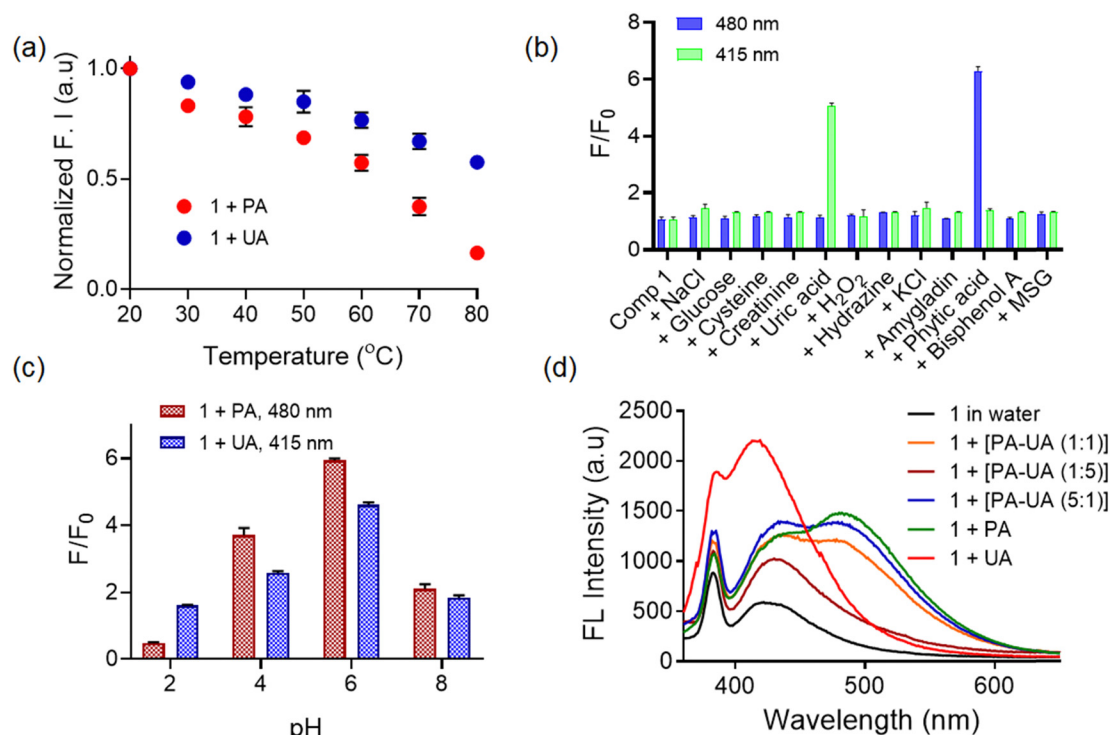 (a)
Normalized F. I (a.u)
1.0
0.5
0.0
1 + PA
1 + UA
20 30 40 50 60 70 80
Temperature (°C)
(b)
480 nm
415 nm
F/F0
8
6
4
2
0
Comp 1
+ NaCl
+ Glucose
+ Cysteine
+ Creatinine
+ Uric acid
+ H2O2
+ Hydrazine
+ KCl
+ Amygladin
+ Phytic acid
+ Bisphenol A
+ MSG
(c)
1 + PA, 480 nm
1 + UA, 415 nm
F/F0
6
4
2
0
2 4 6 8
pH
(d)
FL Intensity (a.u)
2500
2000
1500
1000
500
0
1 in water
1 + [PA-UA (1:1)]
1 + [PA-UA (1:5)]
1 + [PA-UA (5:1)]
1 + PA
1 + UA
400 500 600
Wavelength (nm)